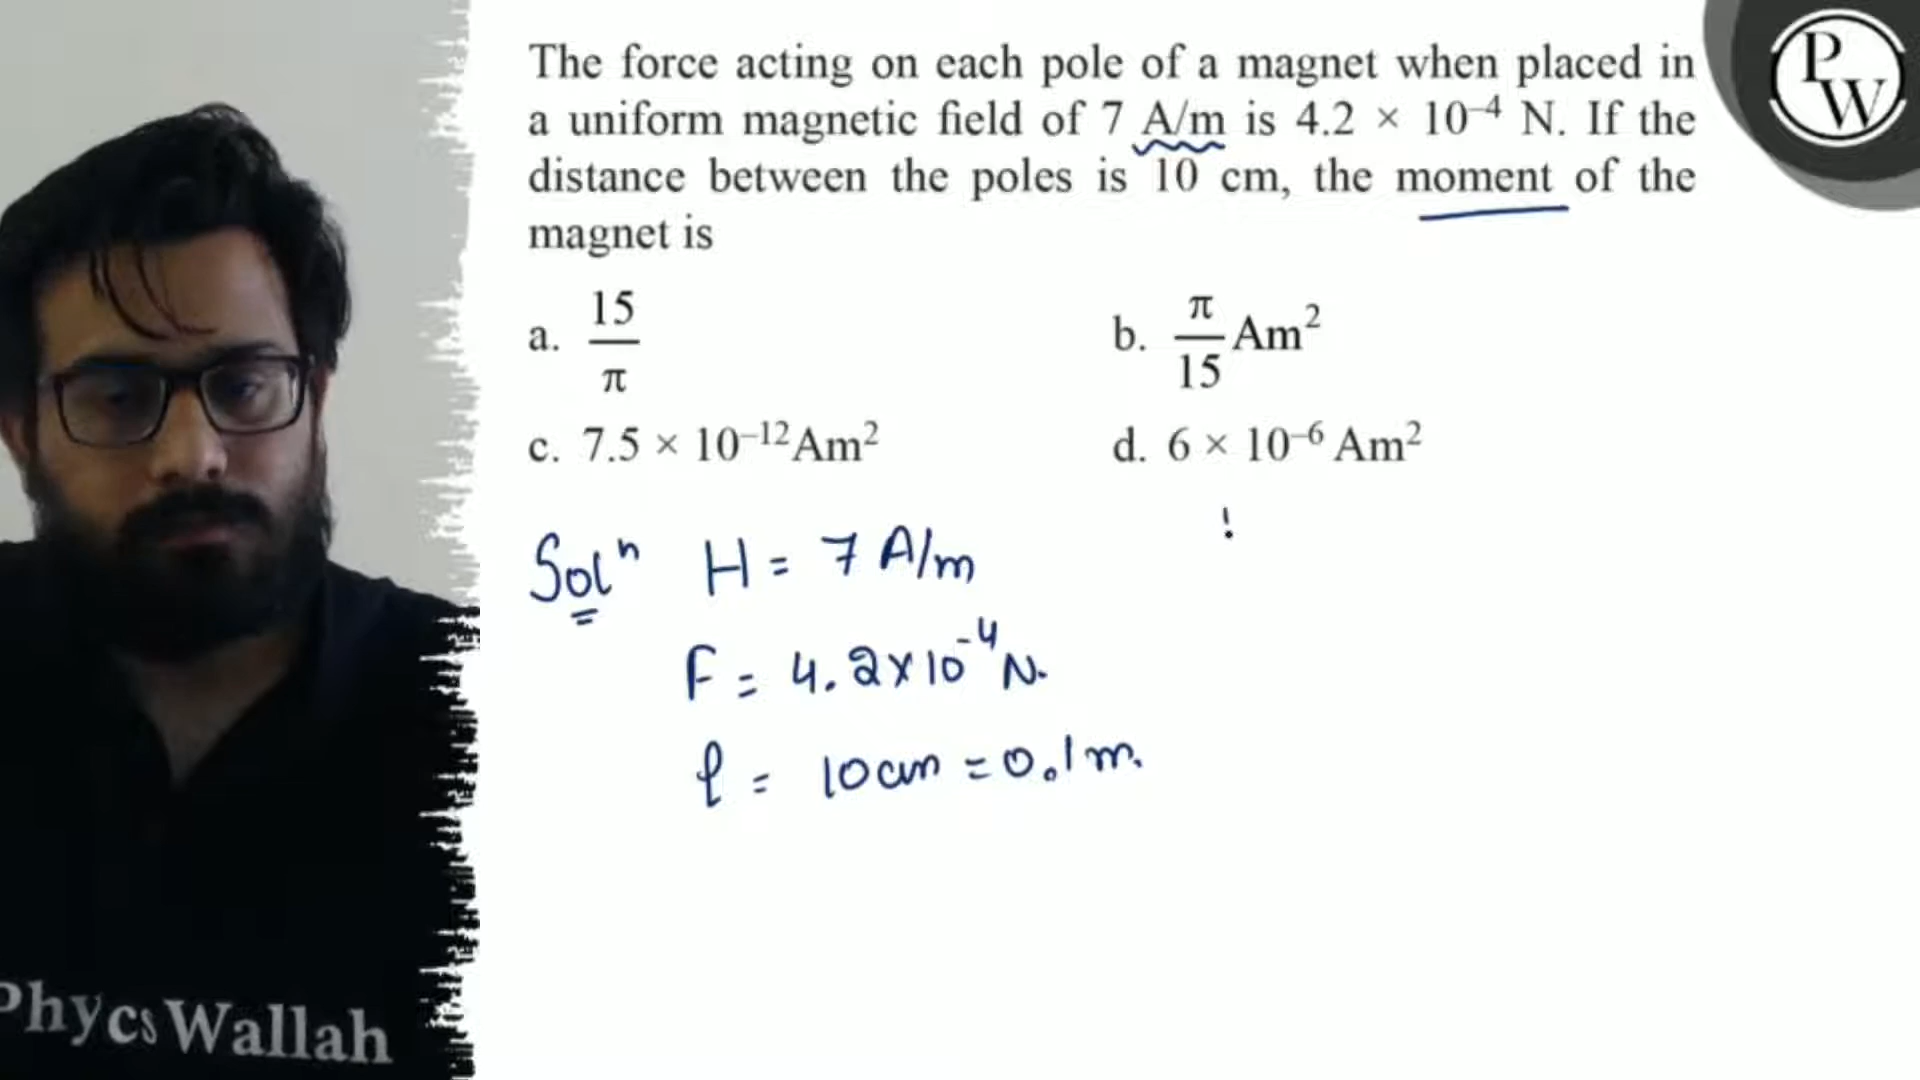 The force acting on each pole of a magnet when placed in
a uniform magnetic field of 7 A/m is 4.2 × 10⁻⁴ N. If the
distance between the poles is 10 cm, the moment of the
magnet is
a. 15/π
b. π/15 Am²
c. 7.5 × 10⁻¹² Am²
d. 6 × 10⁻⁶ Am²
Solⁿ H = 7 A/m
F = 4.2 x 10⁻⁴ N.
l = 10 cm = 0.1 m.
PW
PhycsWallah